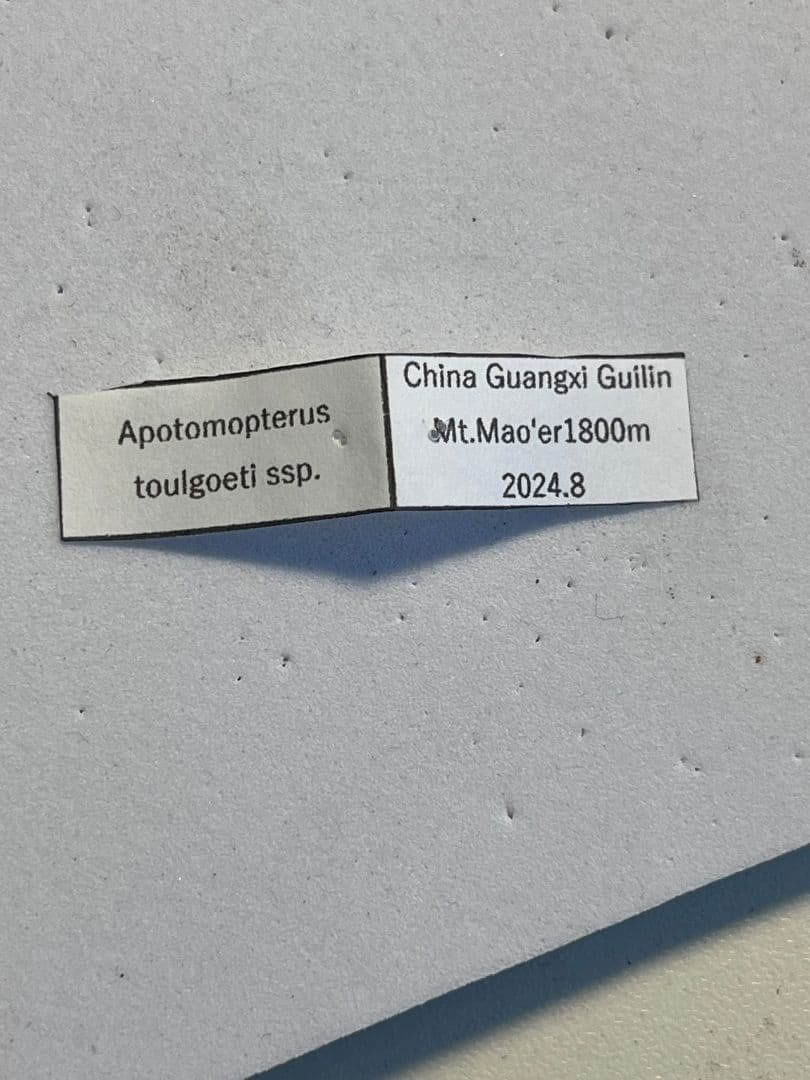 Apotomopterus
toulgoeti ssp.
China Guangxi Guilin
Mt.Mao'er1800m
2024.8